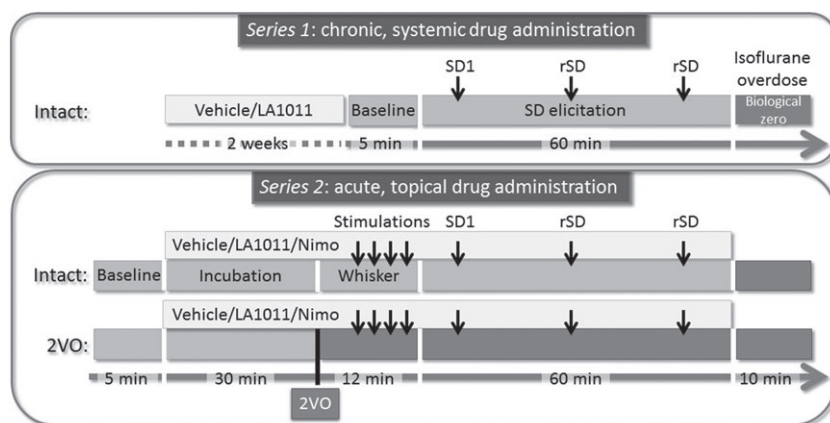 Series 1: chronic, systemic drug administration
SD1 rSD rSD Isoflurane
overdose
Intact: Vehicle/LA1011 Baseline SD elicitation Biological
zero
2 weeks 5 min 60 min
Series 2: acute, topical drug administration
Stimulations SD1 rSD rSD
Vehicle/LA1011/Nimo
Intact: Baseline Incubation Whisker
Vehicle/LA1011/Nimo
2VO:
5 min 30 min 12 min 60 min 10 min
2VO